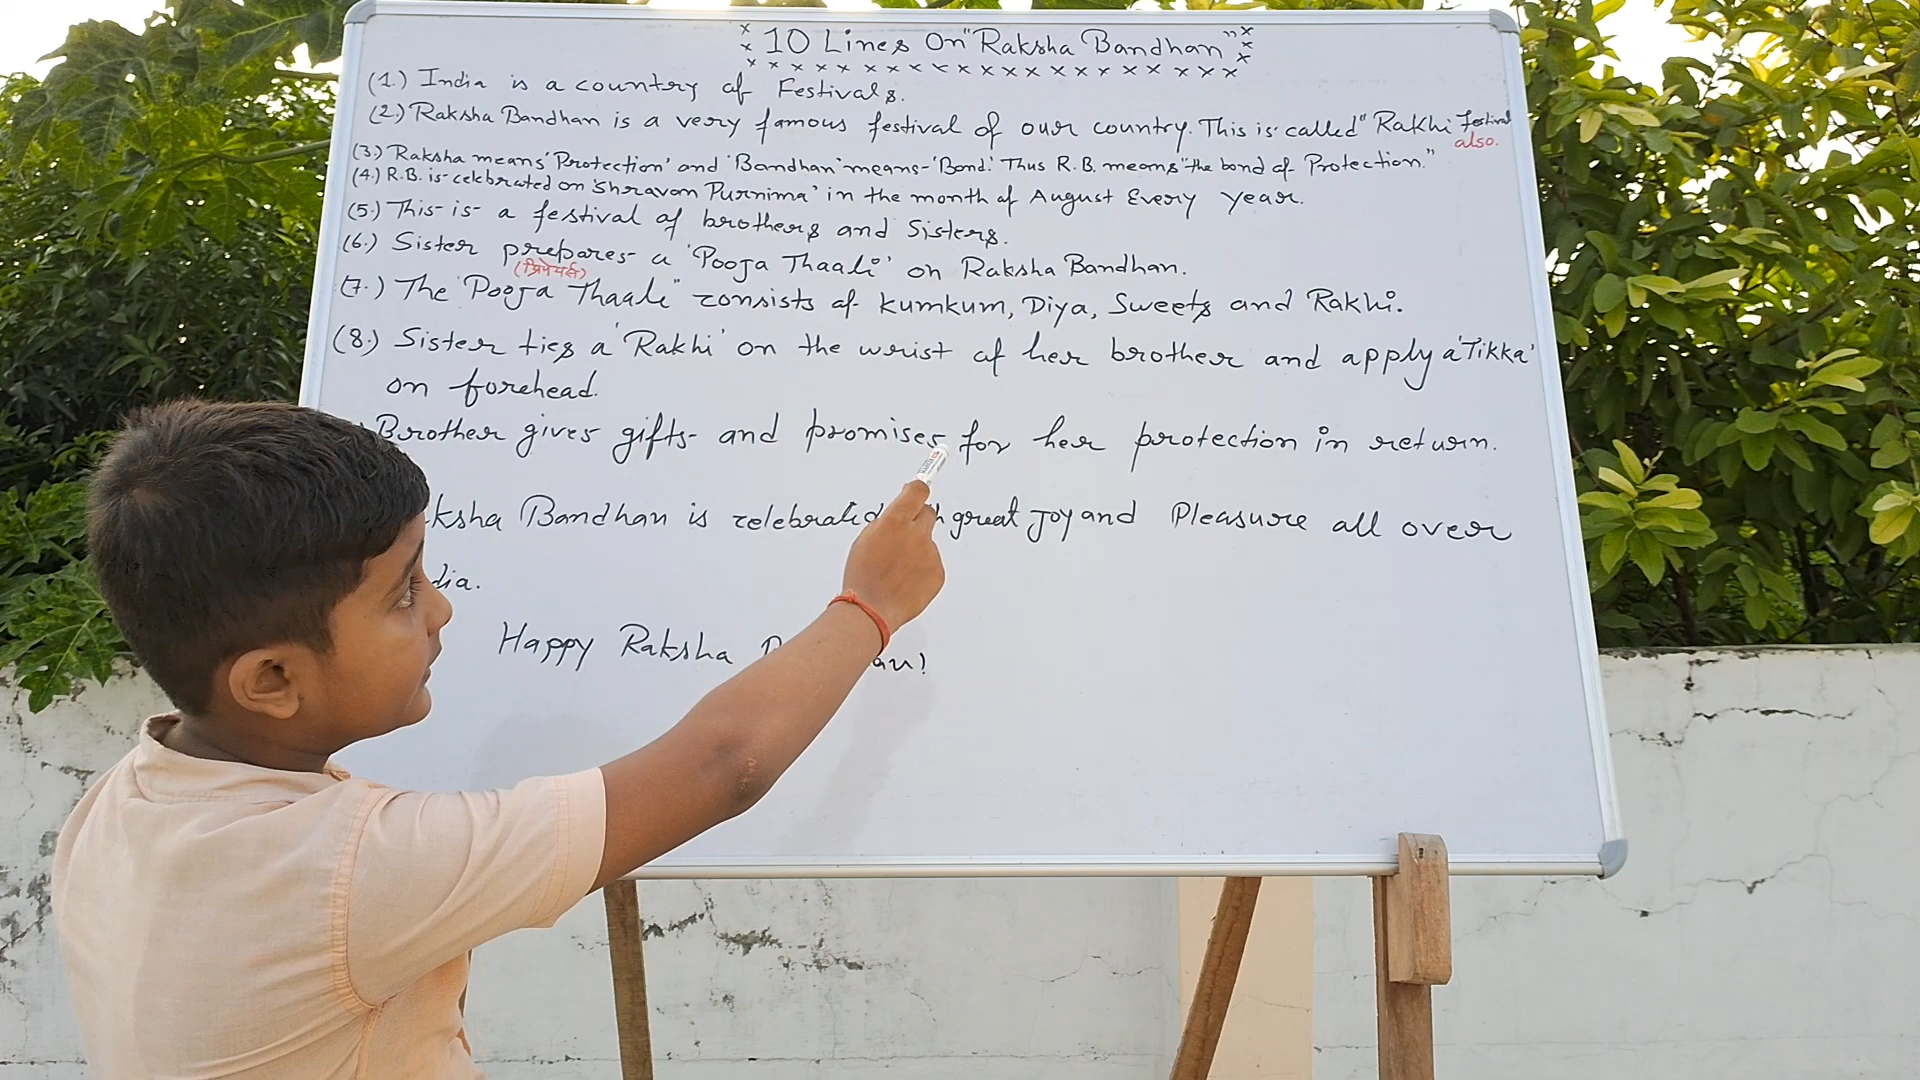 10 Lines On "Raksha Bandhan"
(1.) India is a country of Festivals.
(2.) Raksha Bandhan is a very famous festival of our country. This is called "Rakhi festival
also.
(3.) Raksha means 'Protection' and 'Bandhan' means-'Bond.' Thus R.B. means "the bond of Protection."
(4.) R.B. is celebrated on 'Shravan Purnima' in the month of August Every year.
(5.) This is a festival of brothers and Sisters.
(6.) Sister prepares a 'Pooja Thaali' on Raksha Bandhan.
(प्रिपेयर्स)
(7.) The "Pooja Thaali" consists of Kumkum, Diya, Sweets and Rakhi.
(8.) Sister ties a 'Rakhi' on the wrist of her brother and apply a 'Tikka'
on forehead.
Brother gives gifts and promises for her protection in return.
ksha Bandhan is celebrated great Joy and Pleasure all over
dia.
Happy Raksha